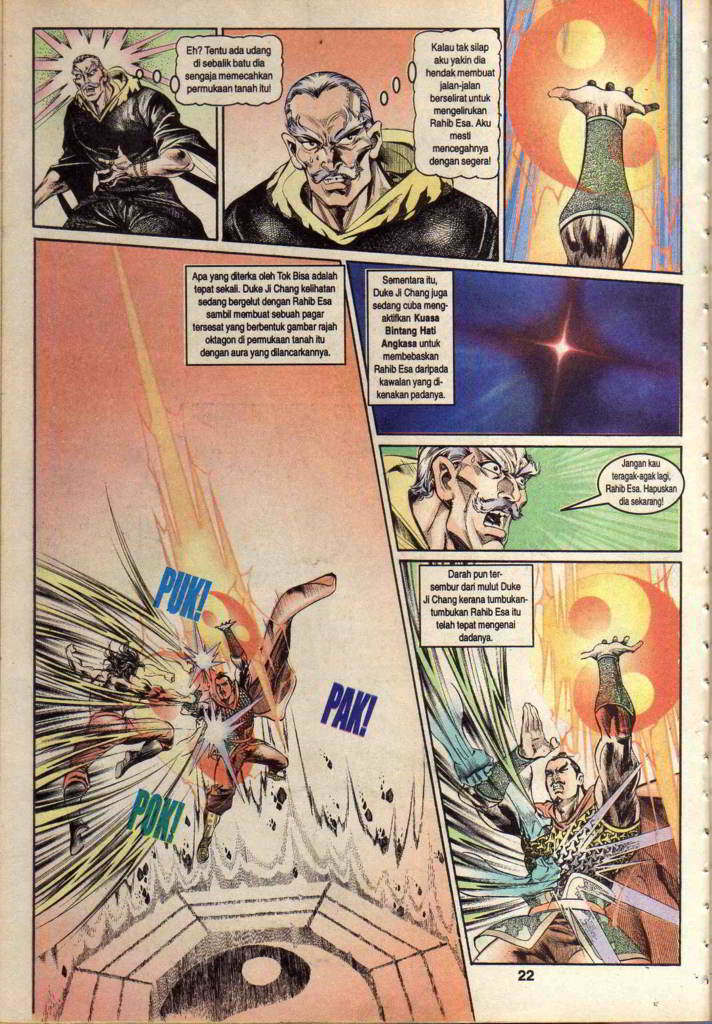 Eh? Tentu ada udang
di sebalik batu dia
sengaja memecahkan
permukaan tanah itu!
Kalau tak silap
aku yakin dia
hendak membuat
jalan-jalan
berselirat untuk
mengelirukan
Rahib Esa. Aku
mesti
mencegahnya
dengan segera!
Apa yang diterka oleh Tok Bisa adalah
tepat sekali. Duke Ji Chang kelihatan
sedang bergelut dengan Rahib Esa
sambil membuat sebuah pagar
tersesat yang berbentuk gambar rajah
oktagon di permukaan tanah itu
dengan aura yang dilancarkannya.
Sementara itu,
Duke Ji Chang juga
sedang cuba meng-
aktifkan Kuasa
Bintang Hati
Angkasa untuk
membebaskan
Rahib Esa daripada
kawalan yang di-
kenakan padanya.
Jangan kau
teragak-agak lagi,
Rahib Esa. Hapuskan
dia sekarang!
PUK!
PAK!
POK!
Darah pun ter-
sembur dari mulut Duke
Ji Chang kerana tumbukan-
tumbukan Rahib Esa itu
telah tepat mengenai
dadanya.
22